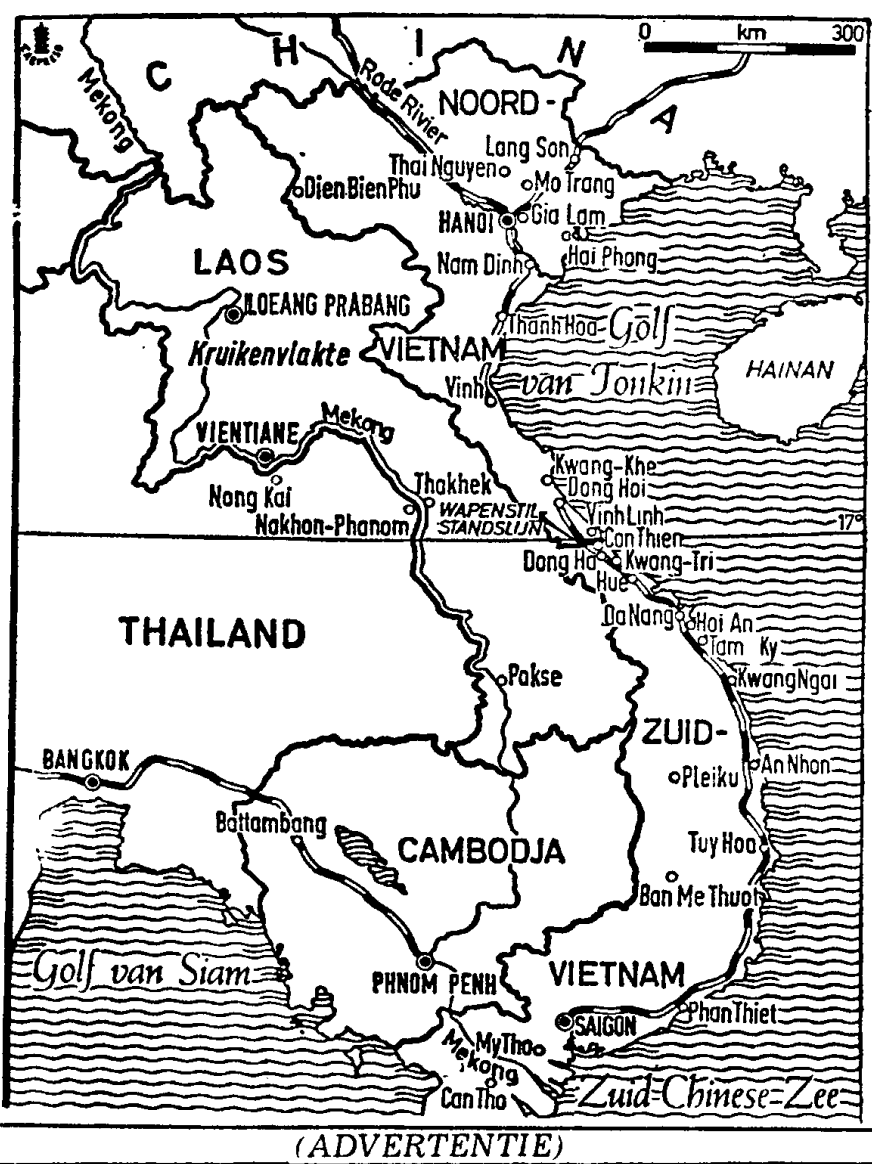 0 km 300
C H I N A
Mekong
Rode Rivier
NOORD-
Lang Son
Thai Nguyen
Mo Trang
Dien Bien Phu
HANOI
Gia Lam
Hai Phong
Nam Dinh
LAOS
LOEANG PRABANG
Thanh Hoa
Golf
van Tonkin
Kruikenvlakte
VIETNAM
HAINAN
Vinh
Mekong
VIENTIANE
Nong Kai
Thakhek
Nakhon-Phanom
WAPENSTIL
STANDSLIJN
Kwang-Khe
Dong Hoi
Vinh Linh
17°
Con Thien
Dong Ha
Kwang-Tri
Hue
Da Nang
Hoi An
Tam Ky
THAILAND
Kwang Ngai
Pakse
ZUID-
BANGKOK
An Nhon
Pleiku
Battambang
CAMBODJA
Tuy Hoa
Ban Me Thuot
Golf van Siam
PHNOM PENH
VIETNAM
SAIGON
Phan Thiet
My Tho
Mekong
Can Tho
Zuid-Chinese-Zee
(ADVERTENTIE)